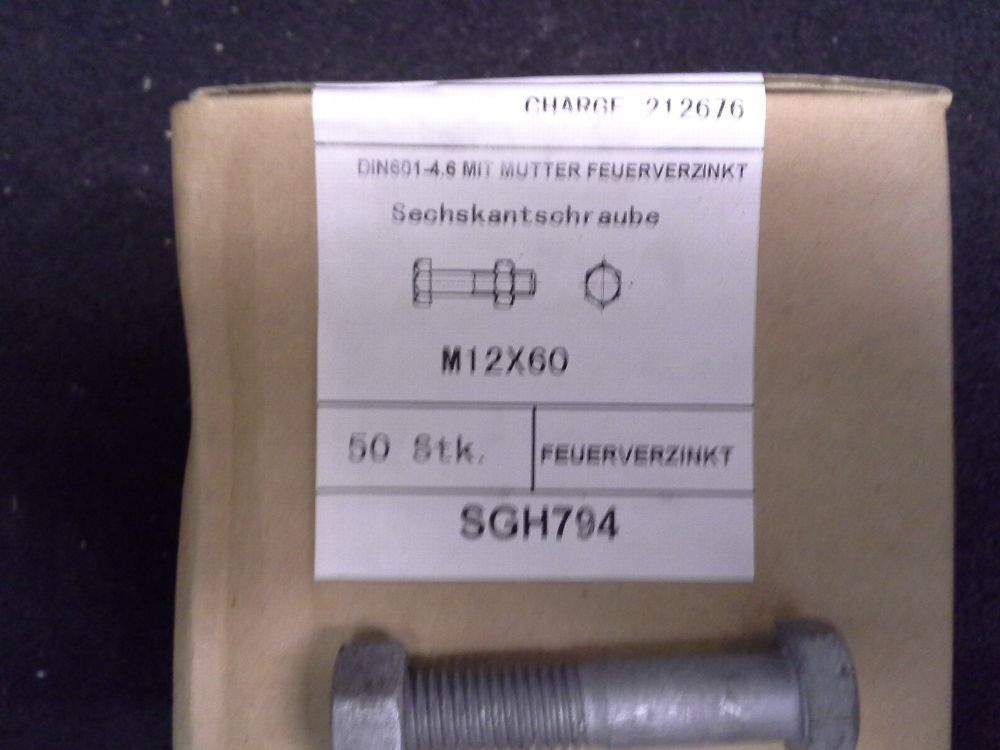 CHARGE 212676
DIN601-4.6 MIT MUTTER FEUERVERZINKT
Sechskantschraube
M12X60
50 Stk.
FEUERVERZINKT
SGH794